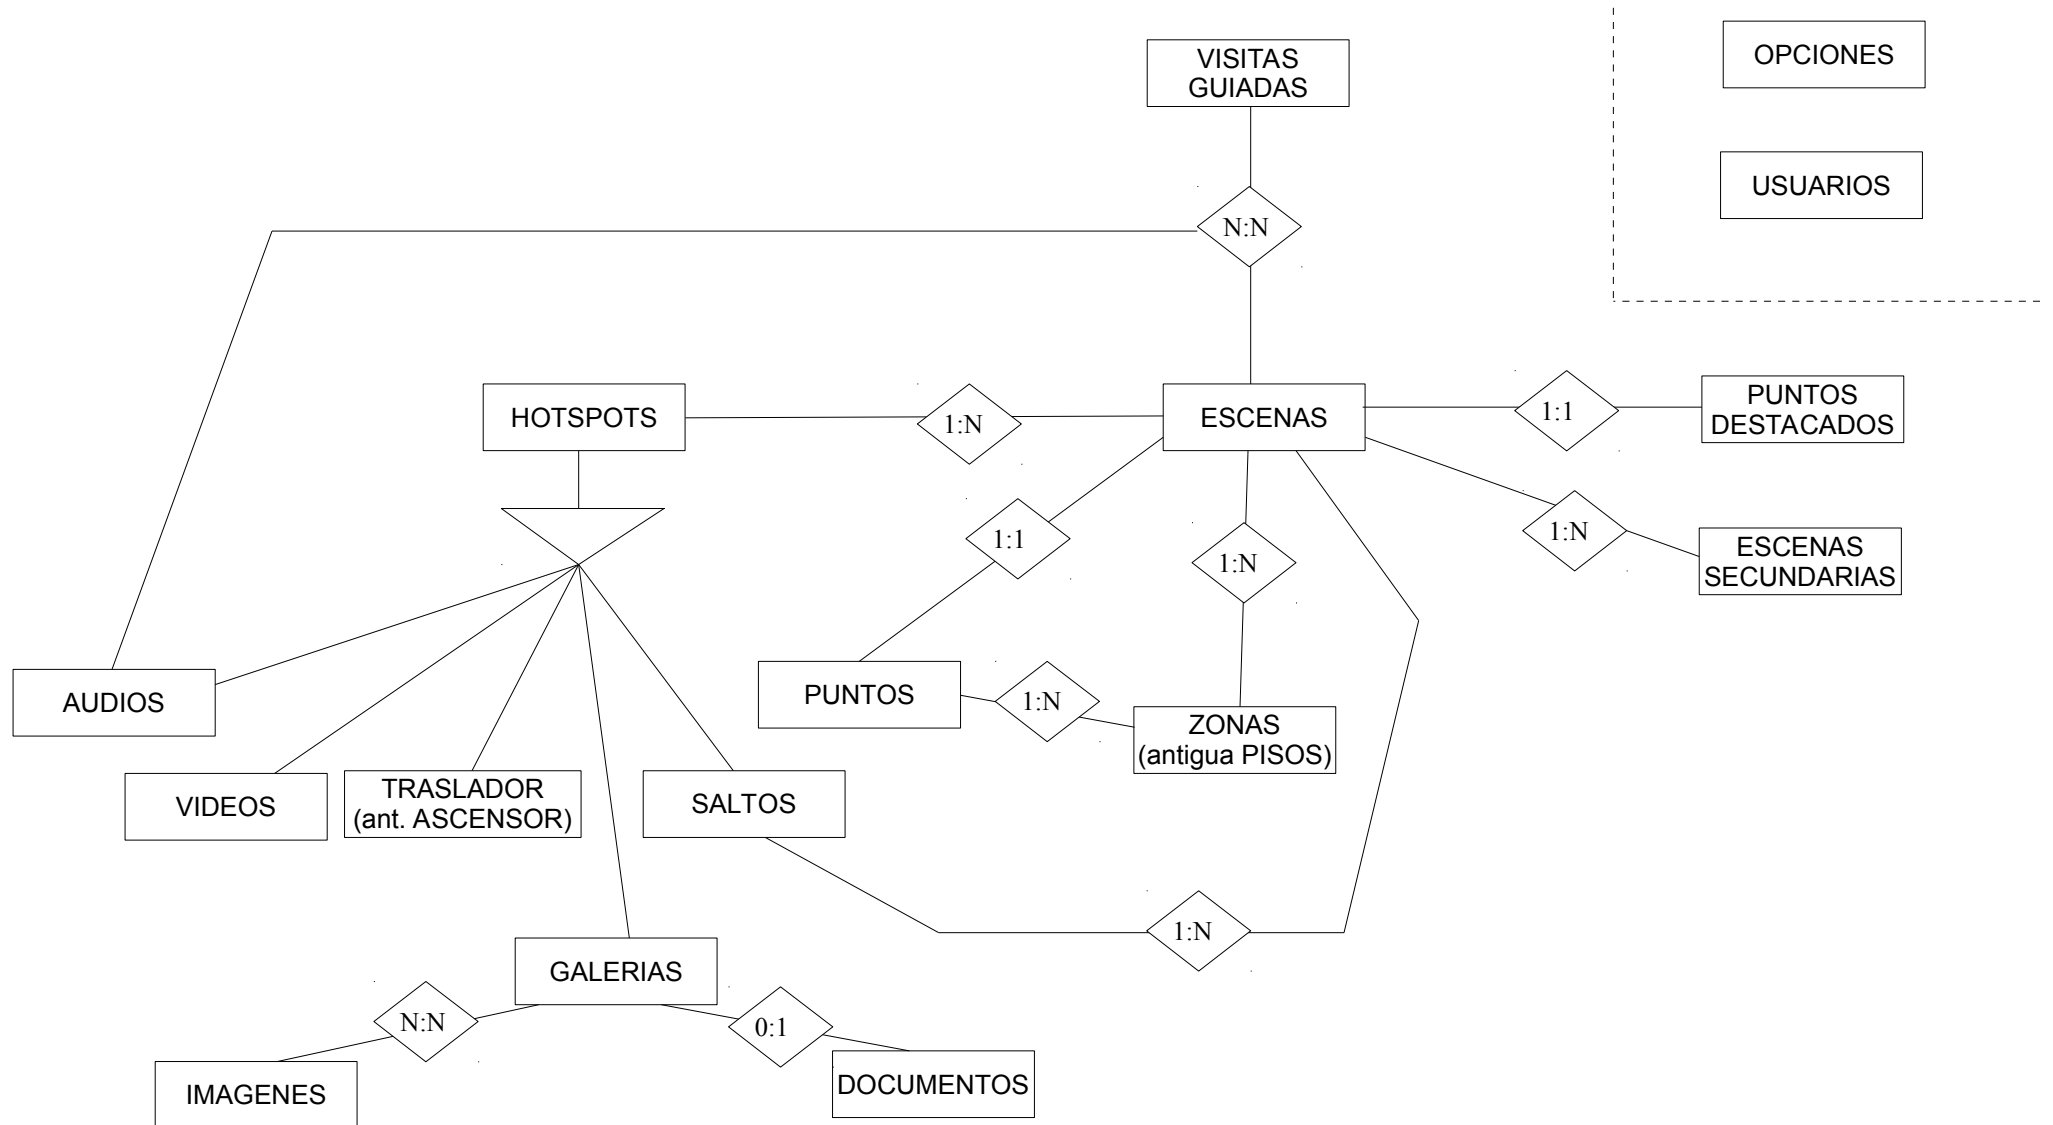 VISITAS
GUIADAS
OPCIONES
USUARIOS
N:N
HOTSPOTS
1:N
ESCENAS
1:1
PUNTOS
DESTACADOS
1:1
1:N
1:N
ESCENAS
SECUNDARIAS
AUDIOS
PUNTOS
1:N
ZONAS
(antigua PISOS)
VIDEOS
TRASLADOR
(ant. ASCENSOR)
SALTOS
1:N
GALERIAS
N:N
0:1
IMAGENES
DOCUMENTOS